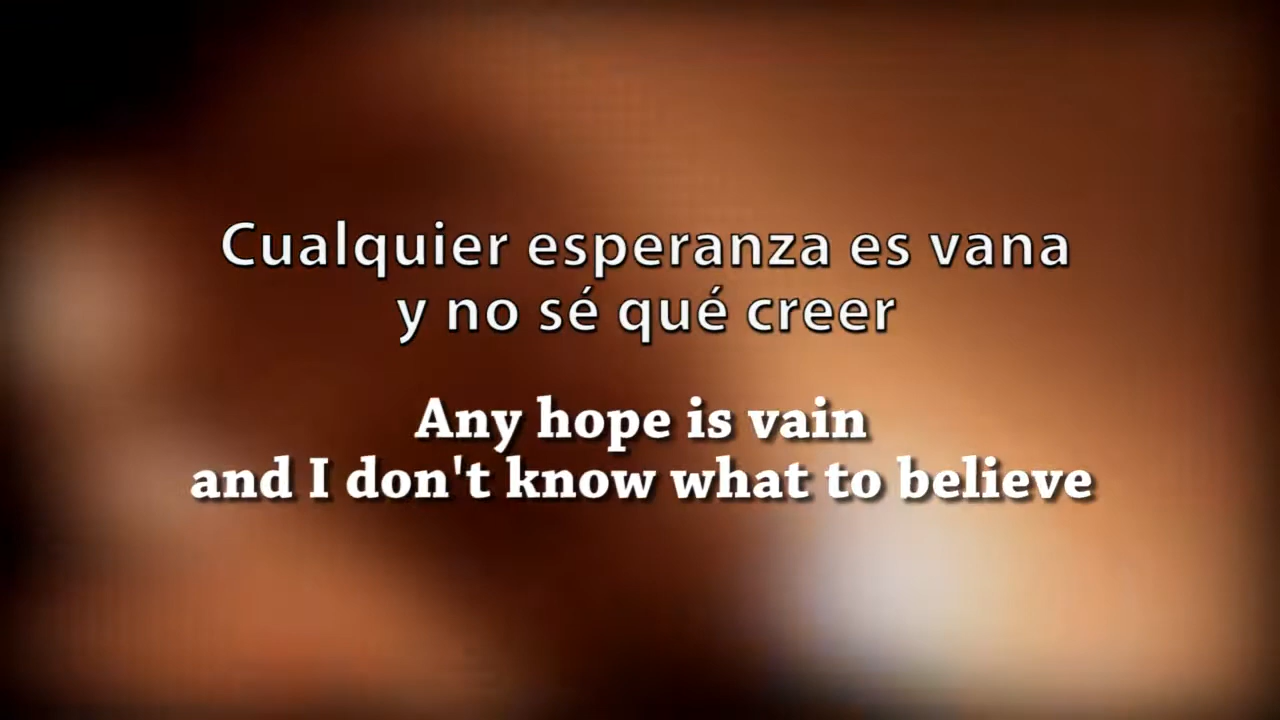 Cualquier esperanza es vana
y no sé qué creer
Any hope is vain
and I don't know what to believe